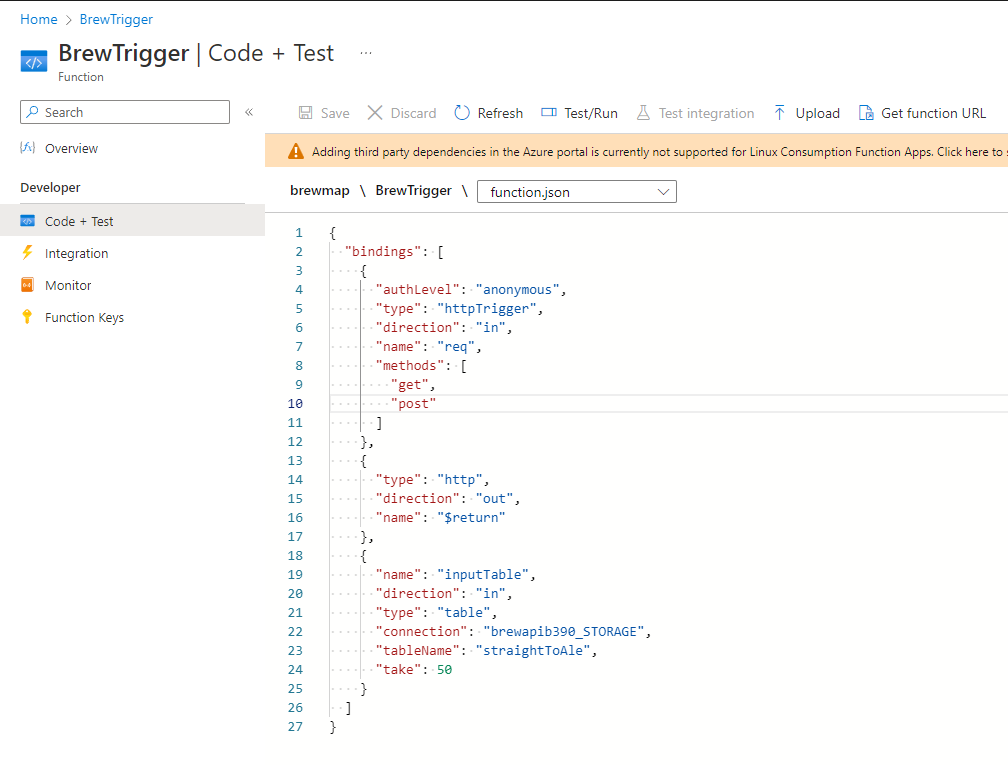 Home > BrewTrigger
BrewTrigger | Code + Test ...
Function
Search «
Save Discard Refresh Test/Run Test integration Upload Get function URL
Overview
Adding third party dependencies in the Azure portal is currently not supported for Linux Consumption Function Apps. Click here to
Developer
brewmap \ BrewTrigger \ function.json
Code + Test
Integration
Monitor
Function Keys
1 {
2 "bindings": [
3 {
4 "authLevel": "anonymous",
5 "type": "httpTrigger",
6 "direction": "in",
7 "name": "req",
8 "methods": [
9 "get",
10 "post"
11 ]
12 },
13 {
14 "type": "http",
15 "direction": "out",
16 "name": "$return"
17 },
18 {
19 "name": "inputTable",
20 "direction": "in",
21 "type": "table",
22 "connection": "brewapib390_STORAGE",
23 "tableName": "straightToAle",
24 "take": 50
25 }
26 ]
27 }